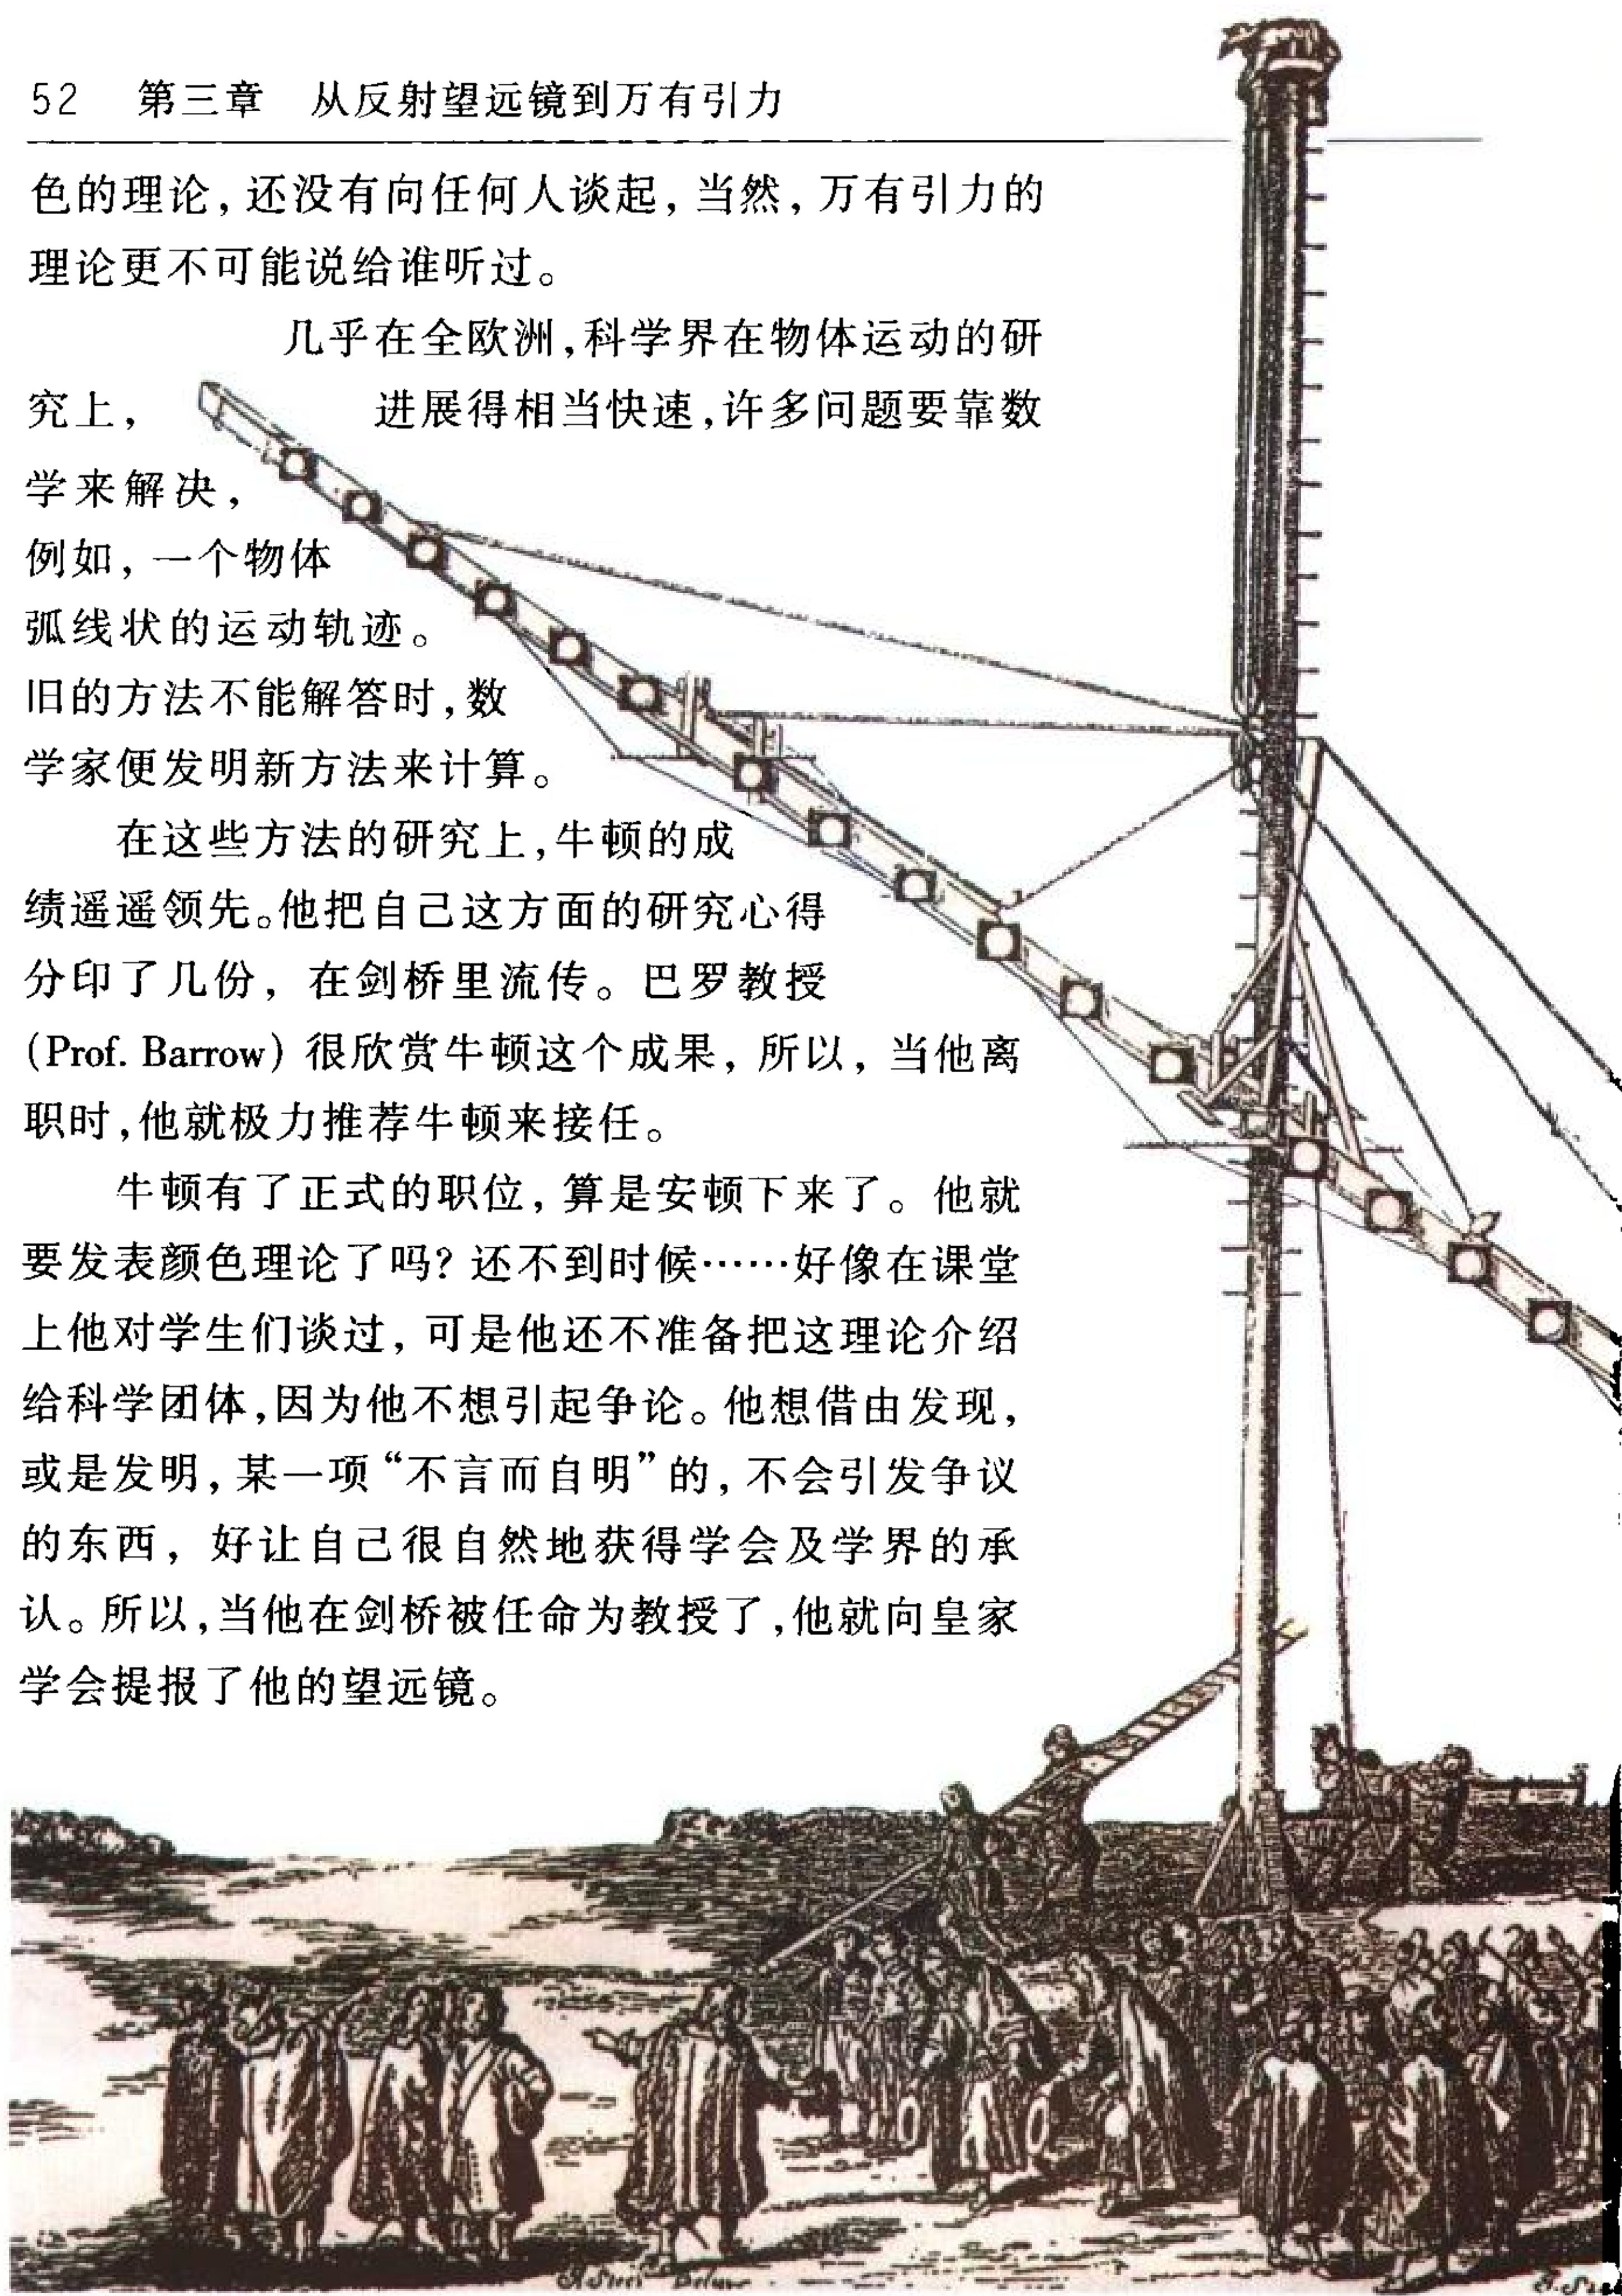 52 第三章 从反射望远镜到万有引力
色的理论，还没有向任何人谈起，当然，万有引力的
理论更不可能说给谁听过。
几乎在全欧洲，科学界在物体运动的研
究上，进展得相当快速，许多问题要靠数
学来解决，
例如，一个物体
弧线状的运动轨迹。
旧的方法不能解答时，数
学家便发明新方法来计算。
在这些方法的研究上，牛顿的成
绩遥遥领先。他把自己这方面的研究心得
分印了几份，在剑桥里流传。巴罗教授
(Prof. Barrow) 很欣赏牛顿这个成果，所以，当他离
职时，他就极力推荐牛顿来接任。
牛顿有了正式的职位，算是安顿下来了。他就
要发表颜色理论了吗？还不到时候……好像在课堂
上他对学生们谈过，可是他还不准备把这理论介绍
给科学团体，因为他不想引起争论。他想借由发现，
或是发明，某一项“不言而自明”的，不会引发争议
的东西，好让自己很自然地获得学会及学界的承
认。所以，当他在剑桥被任命为教授了，他就向皇家
学会提报了他的望远镜。